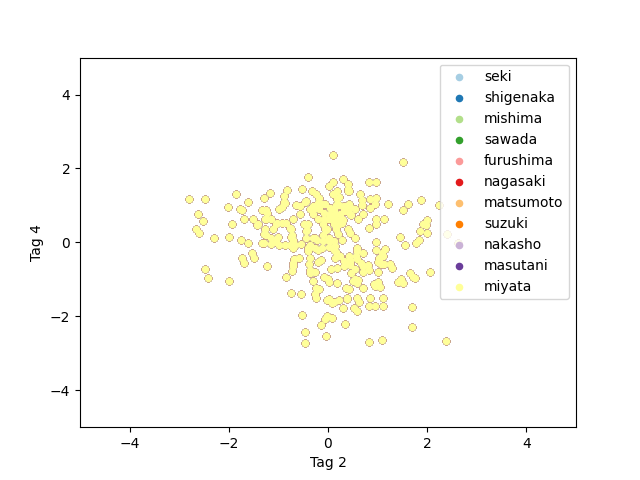 4
2
0
−2
−4
Tag 4
−4 −2 0 2 4
Tag 2
seki
shigenaka
mishima
sawada
furushima
nagasaki
matsumoto
suzuki
nakasho
masutani
miyata